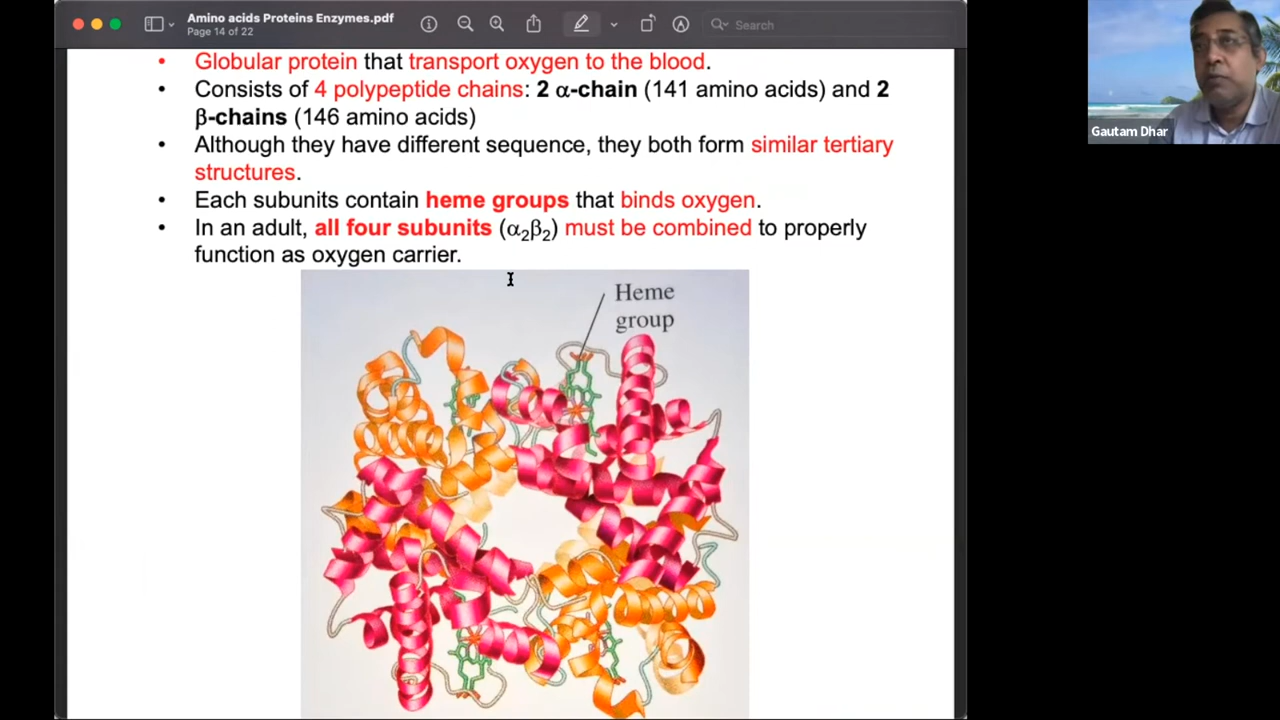 Amino acids Proteins Enzymes.pdf
Page 14 of 22
Search
• Globular protein that transport oxygen to the blood.
• Consists of 4 polypeptide chains: 2 α-chain (141 amino acids) and 2
β-chains (146 amino acids)
• Although they have different sequence, they both form similar tertiary
structures.
• Each subunits contain heme groups that binds oxygen.
• In an adult, all four subunits (α₂β₂) must be combined to properly
function as oxygen carrier.
Heme
group
Gautam Dhar